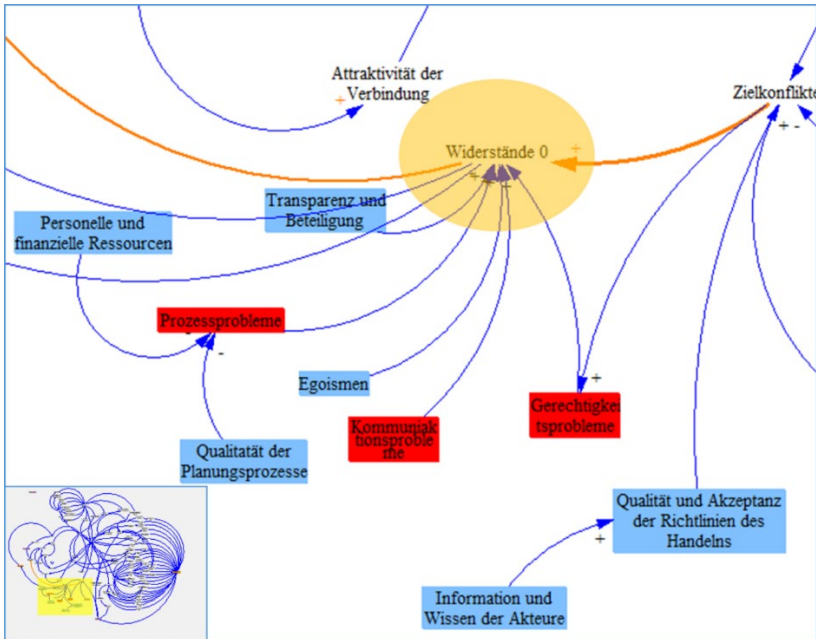 Attraktivität der
Verbindung
+
Zielkonflikte
+ -
Widerstände 0
+
Transparenz und
Beteiligung
+
+
+
Personelle und
finanzielle Ressourcen
Prozessprobleme
-
-
Egoismen
Kommuniak
tionsproble
me
+
Gerechtigkei
tsprobleme
Qualitatät der
Planungsprozesse
Qualität und Akzeptanz
der Richtlinien des
Handelns
+
Information und
Wissen der Akteure